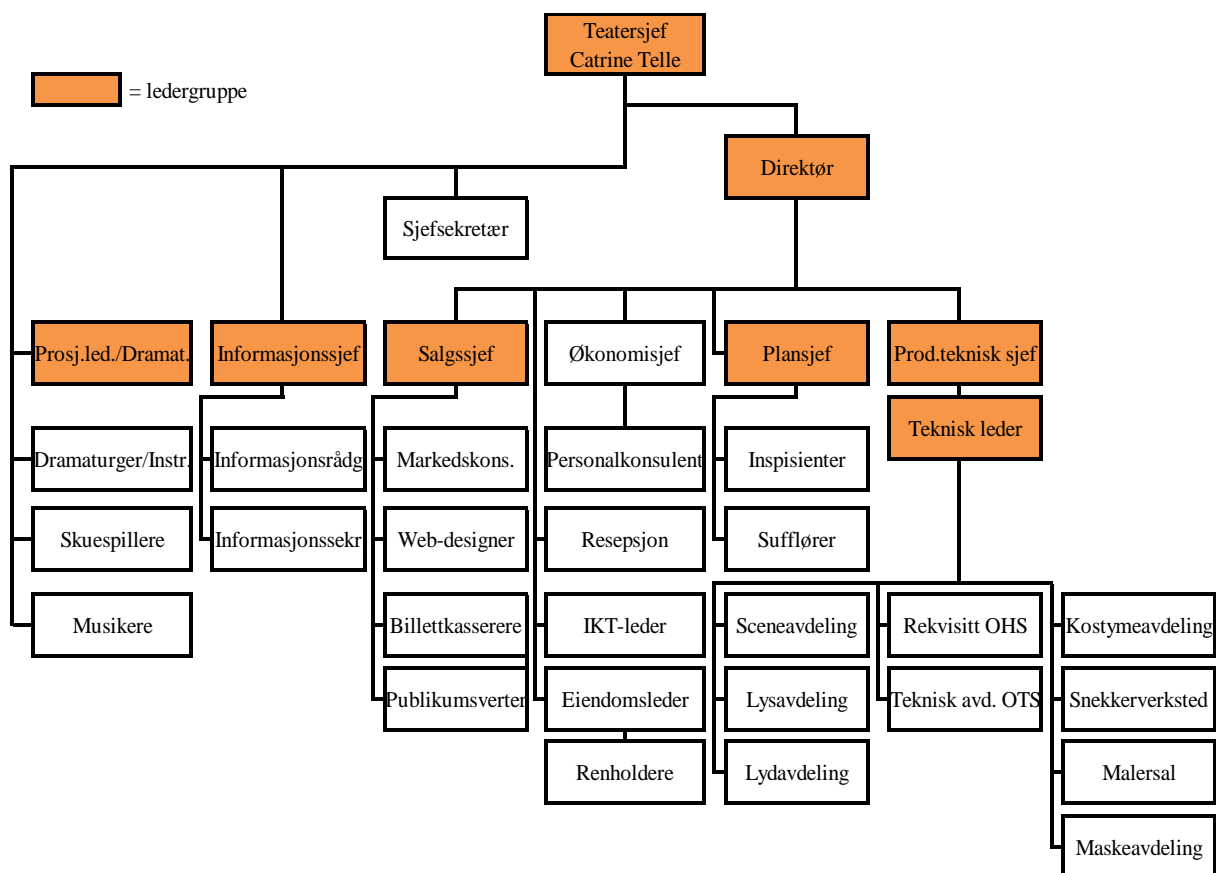 Teatersjef
Catrine Telle
= ledergruppe
Direktør
Sjefsekretær
Prosj.led./Dramat.
Informasjonssjef
Salgssjef
Økonomisjef
Plansjef
Prod.teknisk sjef
Teknisk leder
Dramaturger/Instr.
Informasjonsrådg
Markedskons.
Personalkonsulent
Inspisienter
Skuespillere
Informasjonssekr
Web-designer
Resepsjon
Sufflører
Musikere
Billettkasserere
IKT-leder
Sceneavdeling
Rekvisitt OHS
Kostymeavdeling
Publikumsverter
Eiendomsleder
Lysavdeling
Teknisk avd. OTS
Snekkerverksted
Renholdere
Lydavdeling
Malersal
Maskeavdeling